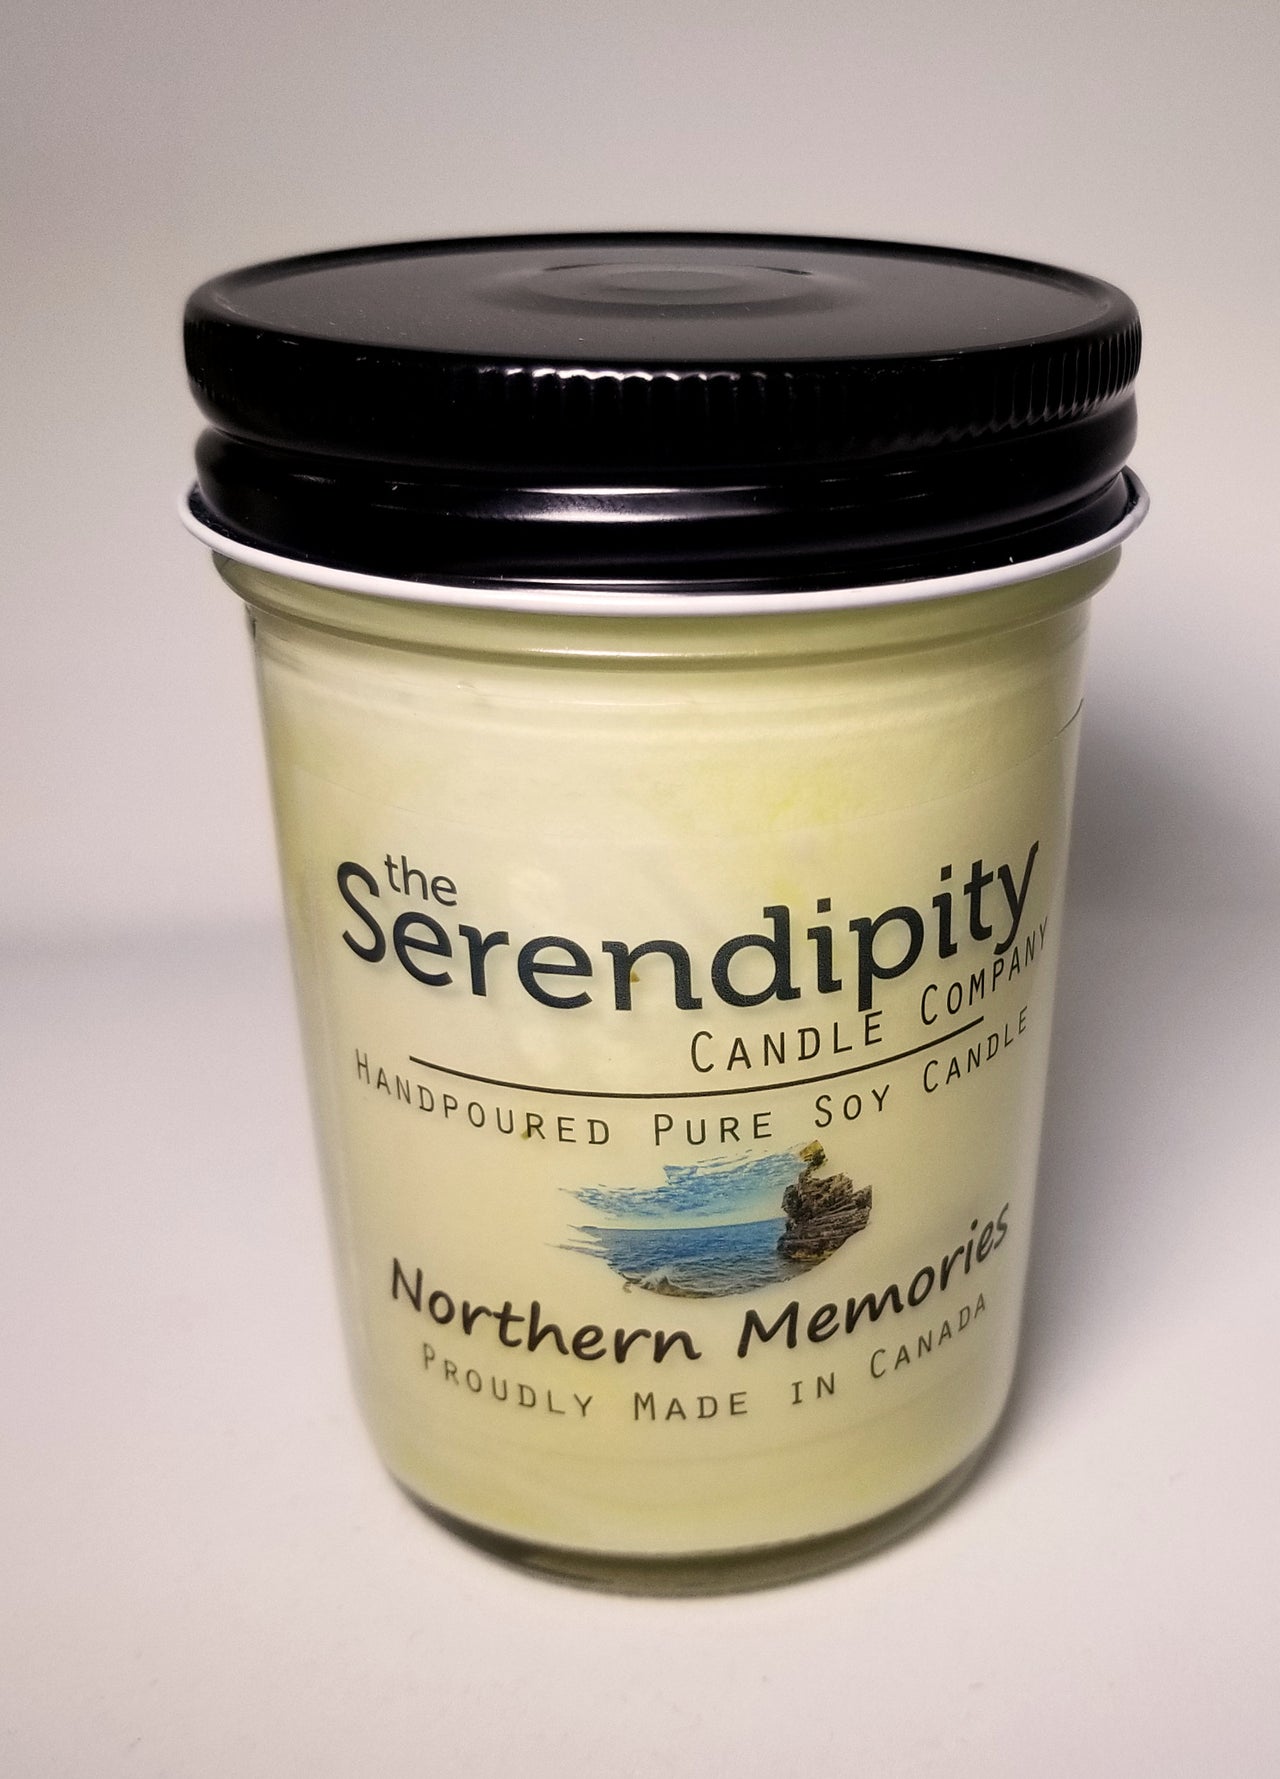 the
Serendipity
CANDLE COMPANY
HANDPOURED PURE SOY CANDLE
Northern Memories
PROUDLY MADE IN CANADA